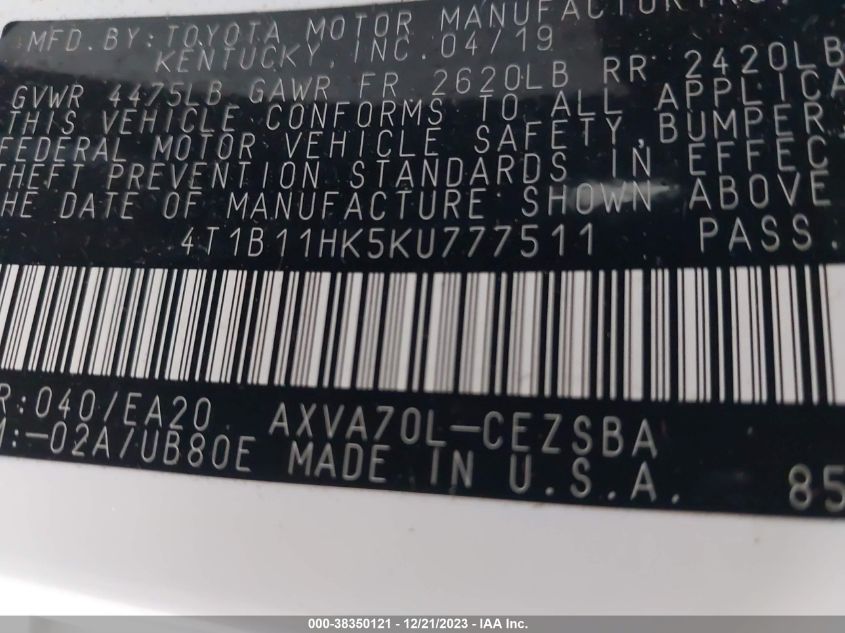 MFD. BY: TOYOTA MOTOR MANUFACTURING,
KENTUCKY, INC. 04/19
GVWR 4475LB GAWR FR 2620LB RR 2420LB
THIS VEHICLE CONFORMS TO ALL APPLICA
FEDERAL MOTOR VEHICLE SAFETY, BUMPER,
THEFT PREVENTION STANDARDS IN EFFEC
HE DATE OF MANUFACTURE SHOWN ABOVE
4T1B11HK5KU777511 PASS.
R:040/EA20 AXVA70L-CEZSBA
:-02A/UB80E MADE IN U.S.A. 85
000-38350121 - 12/21/2023 - IAA Inc.